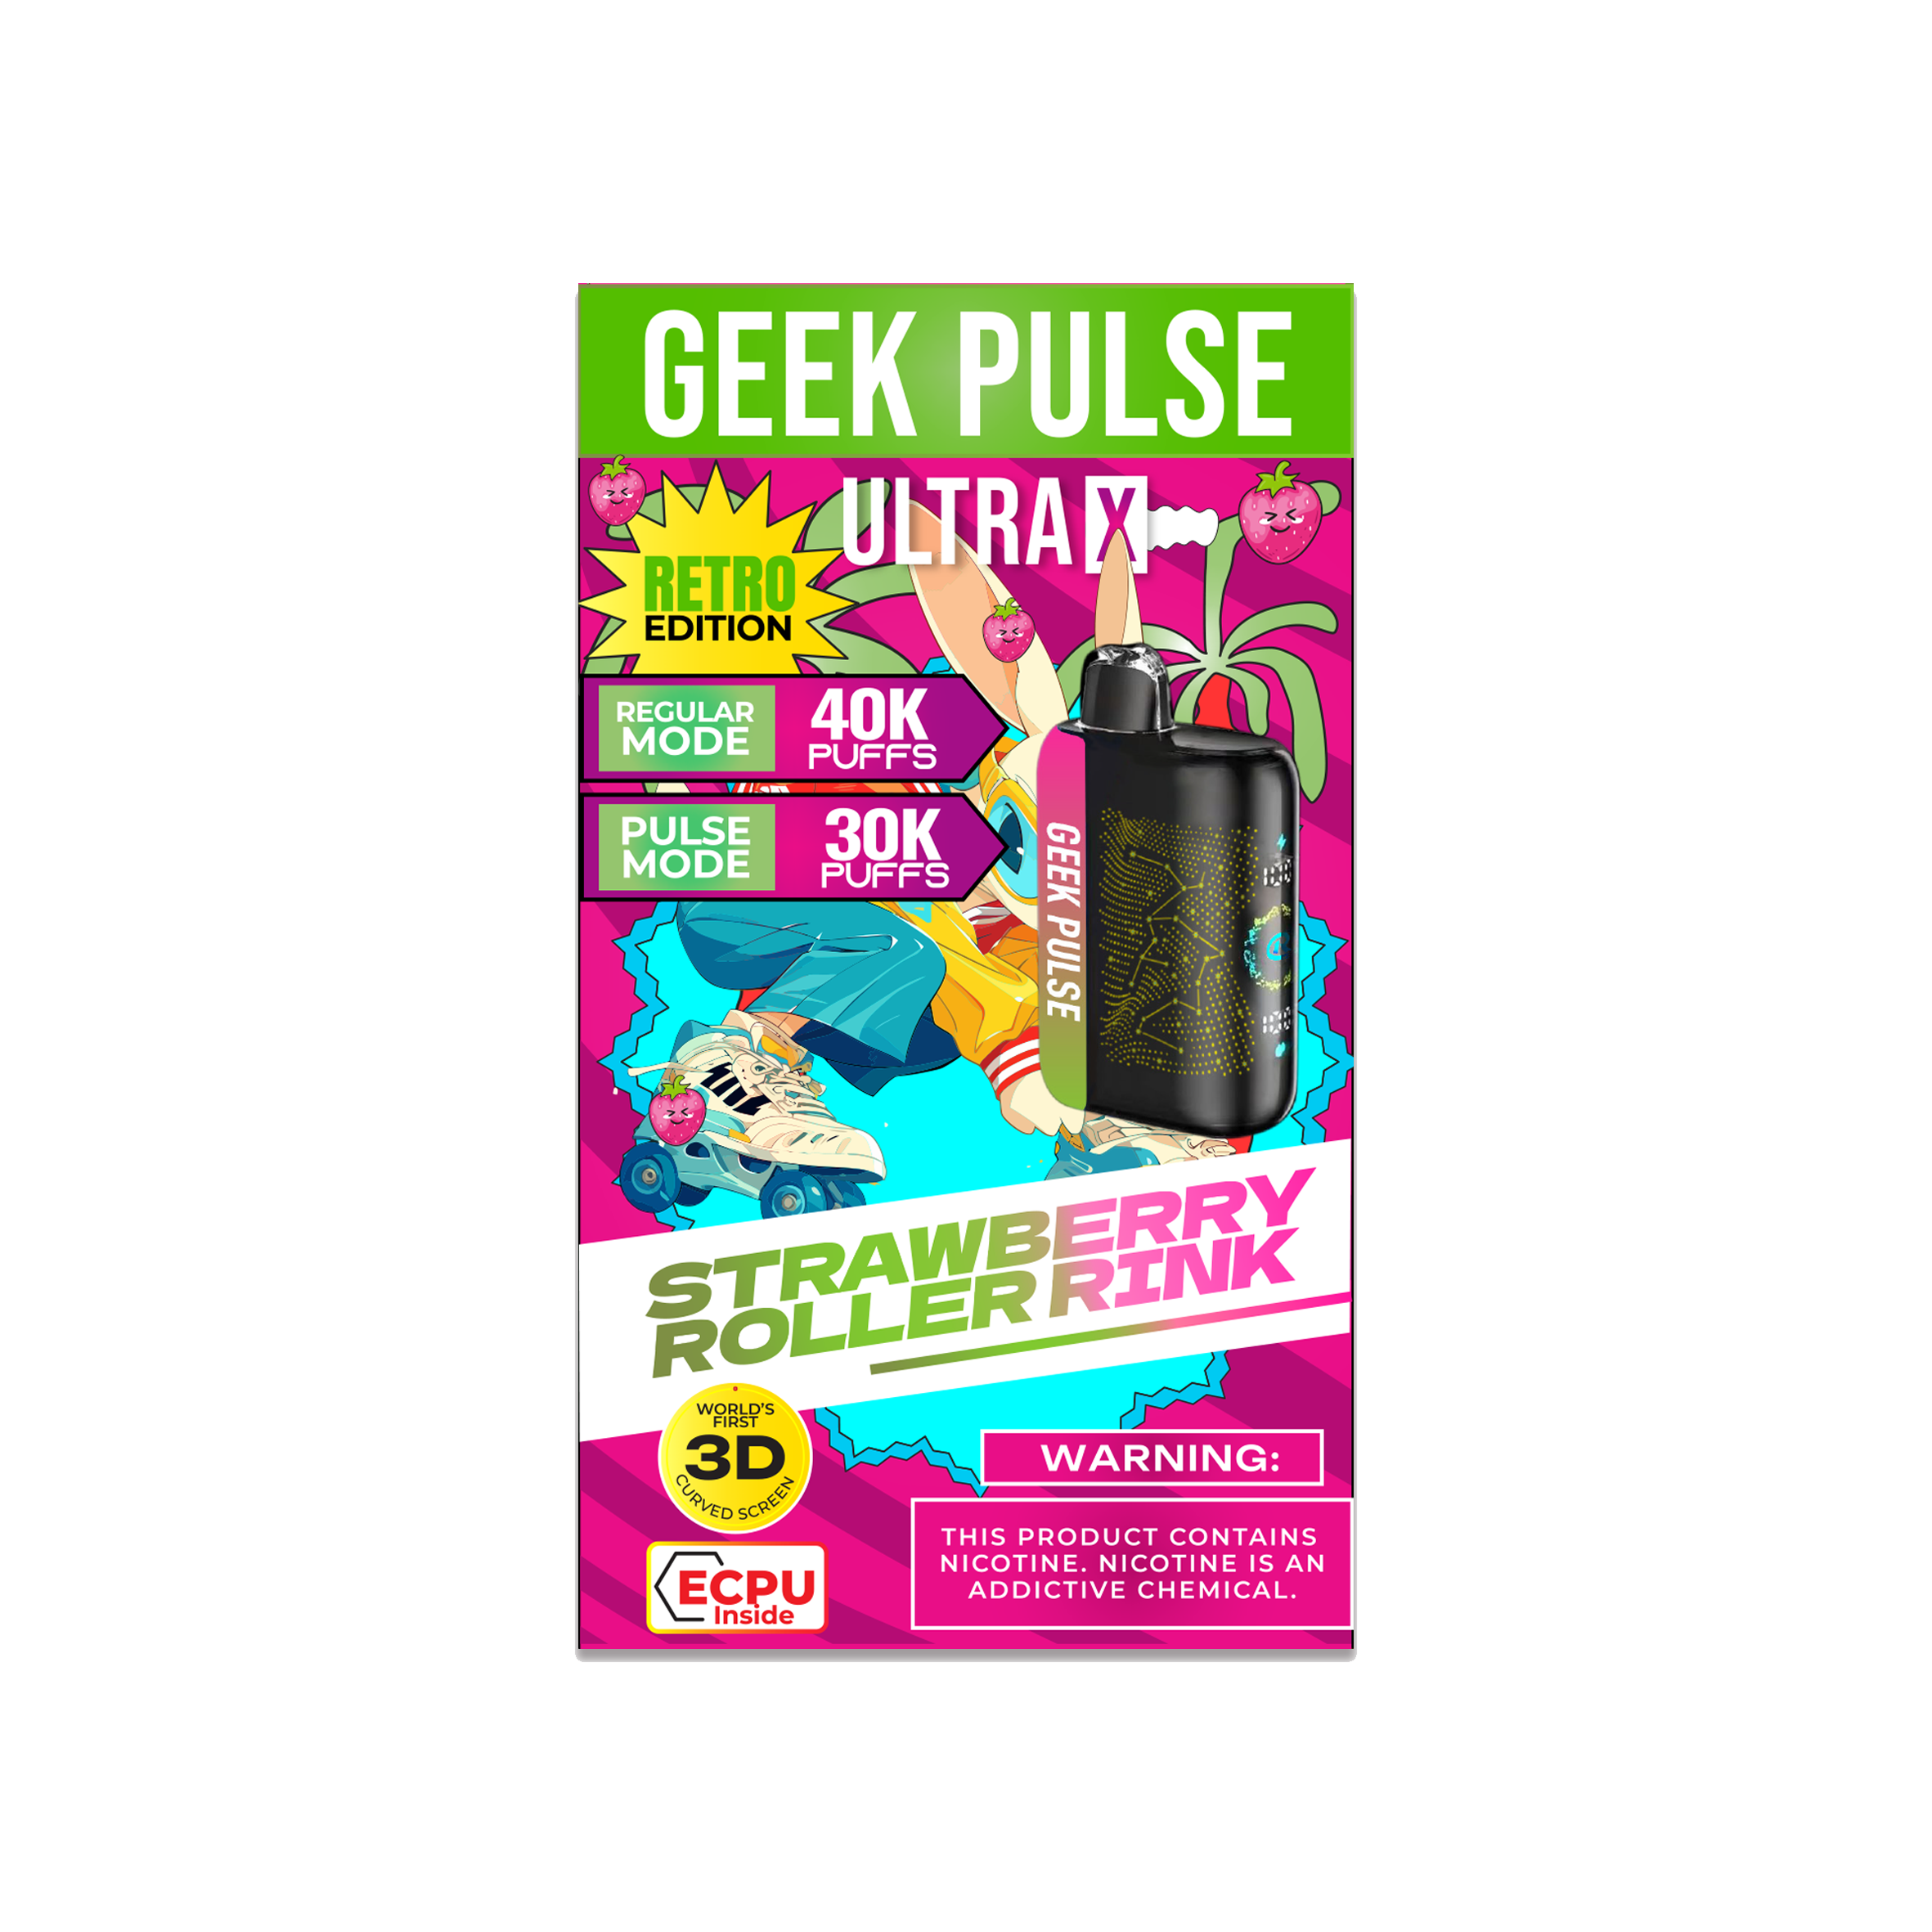 GEEK PULSE
ULTRA X
RETRO
EDITION
REGULAR
MODE
40K
PUFFS
PULSE
MODE
30K
PUFFS
GEEK PULSE
STRAWBERRY
ROLLER RINK
WORLD'S
FIRST
3D
CURVED SCREEN
ECPU
Inside
WARNING:
THIS PRODUCT CONTAINS
NICOTINE. NICOTINE IS AN
ADDICTIVE CHEMICAL.